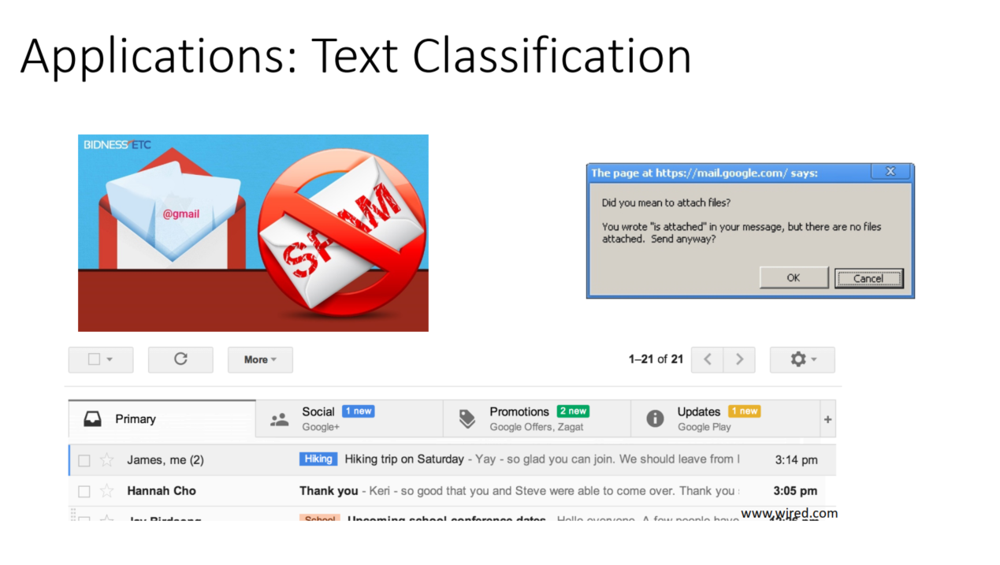 Applications: Text Classification
BIDNESS ETC
@gmail
SPAM
The page at https://mail.google.com/ says:
X
Did you mean to attach files?
You wrote "is attached" in your message, but there are no files
attached. Send anyway?
OK Cancel
More 1–21 of 21
Primary Social 1 new Promotions 2 new Updates 1 new +
Google+ Google Offers, Zagat Google Play
James, me (2) Hiking Hiking trip on Saturday - Yay - so glad you can join. We should leave from 3:14 pm
Hannah Cho Thank you - Keri - so good that you and Steve were able to come over. Thank you 3:05 pm
School Upcoming school conference dates - Hello everyone. A few people have
www.wired.com